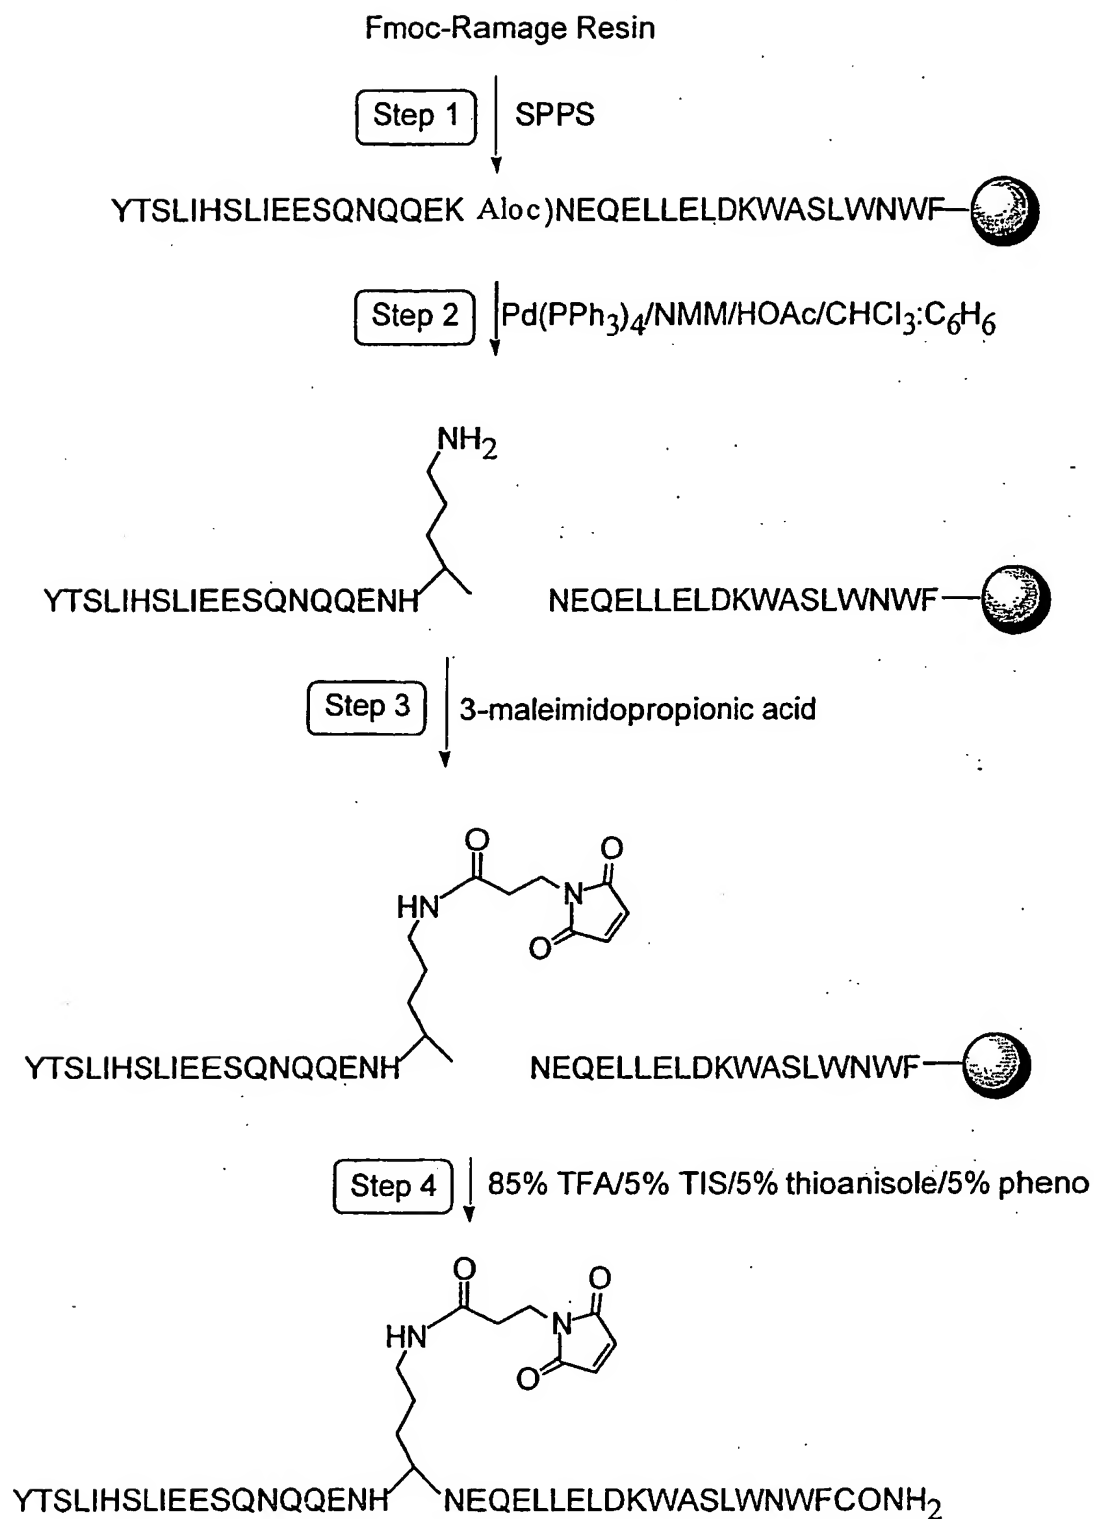 Fmoc-Ramage Resin
Step 1 SPPS
YTSLIHSLIEESQNQQEK Aloc)NEQELLELDKWASLWNWF
Step 2 Pd(PPh3)4/NMM/HOAc/CHCl3:C6H6
NH2
YTSLIHSLIEESQNQQENH NEQELLELDKWASLWNWF
Step 3 3-maleimidopropionic acid
O O
HN N
O
YTSLIHSLIEESQNQQENH NEQELLELDKWASLWNWF
Step 4 85% TFA/5% TIS/5% thioanisole/5% pheno
O O
HN N
O
YTSLIHSLIEESQNQQENH NEQELLELDKWASLWNWFCONH2